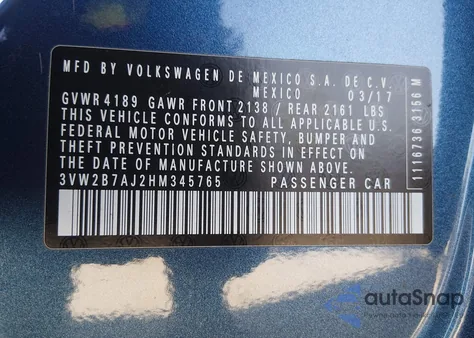 MFD BY VOLKSWAGEN DE MEXICO S.A. DE C.V.
MEXICO 03/17
GVWR 4189 GAWR FRONT 2138 / REAR 2161 LBS
THIS VEHICLE CONFORMS TO ALL APPLICABLE U.S.
FEDERAL MOTOR VEHICLE SAFETY, BUMPER AND
THEFT PREVENTION STANDARDS IN EFFECT ON
THE DATE OF MANUFACTURE SHOWN ABOVE.
3VW2B7AJ2HM345765 PASSENGER CAR
1116736 3156 M
autoSnap